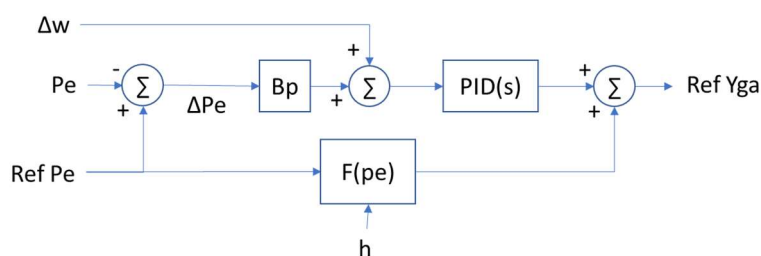 Δw
+
-
+
Pe
Σ
Bp
Σ
PID(s)
Σ
Ref Yga
+
ΔPe
+
+
Ref Pe
F(pe)
h